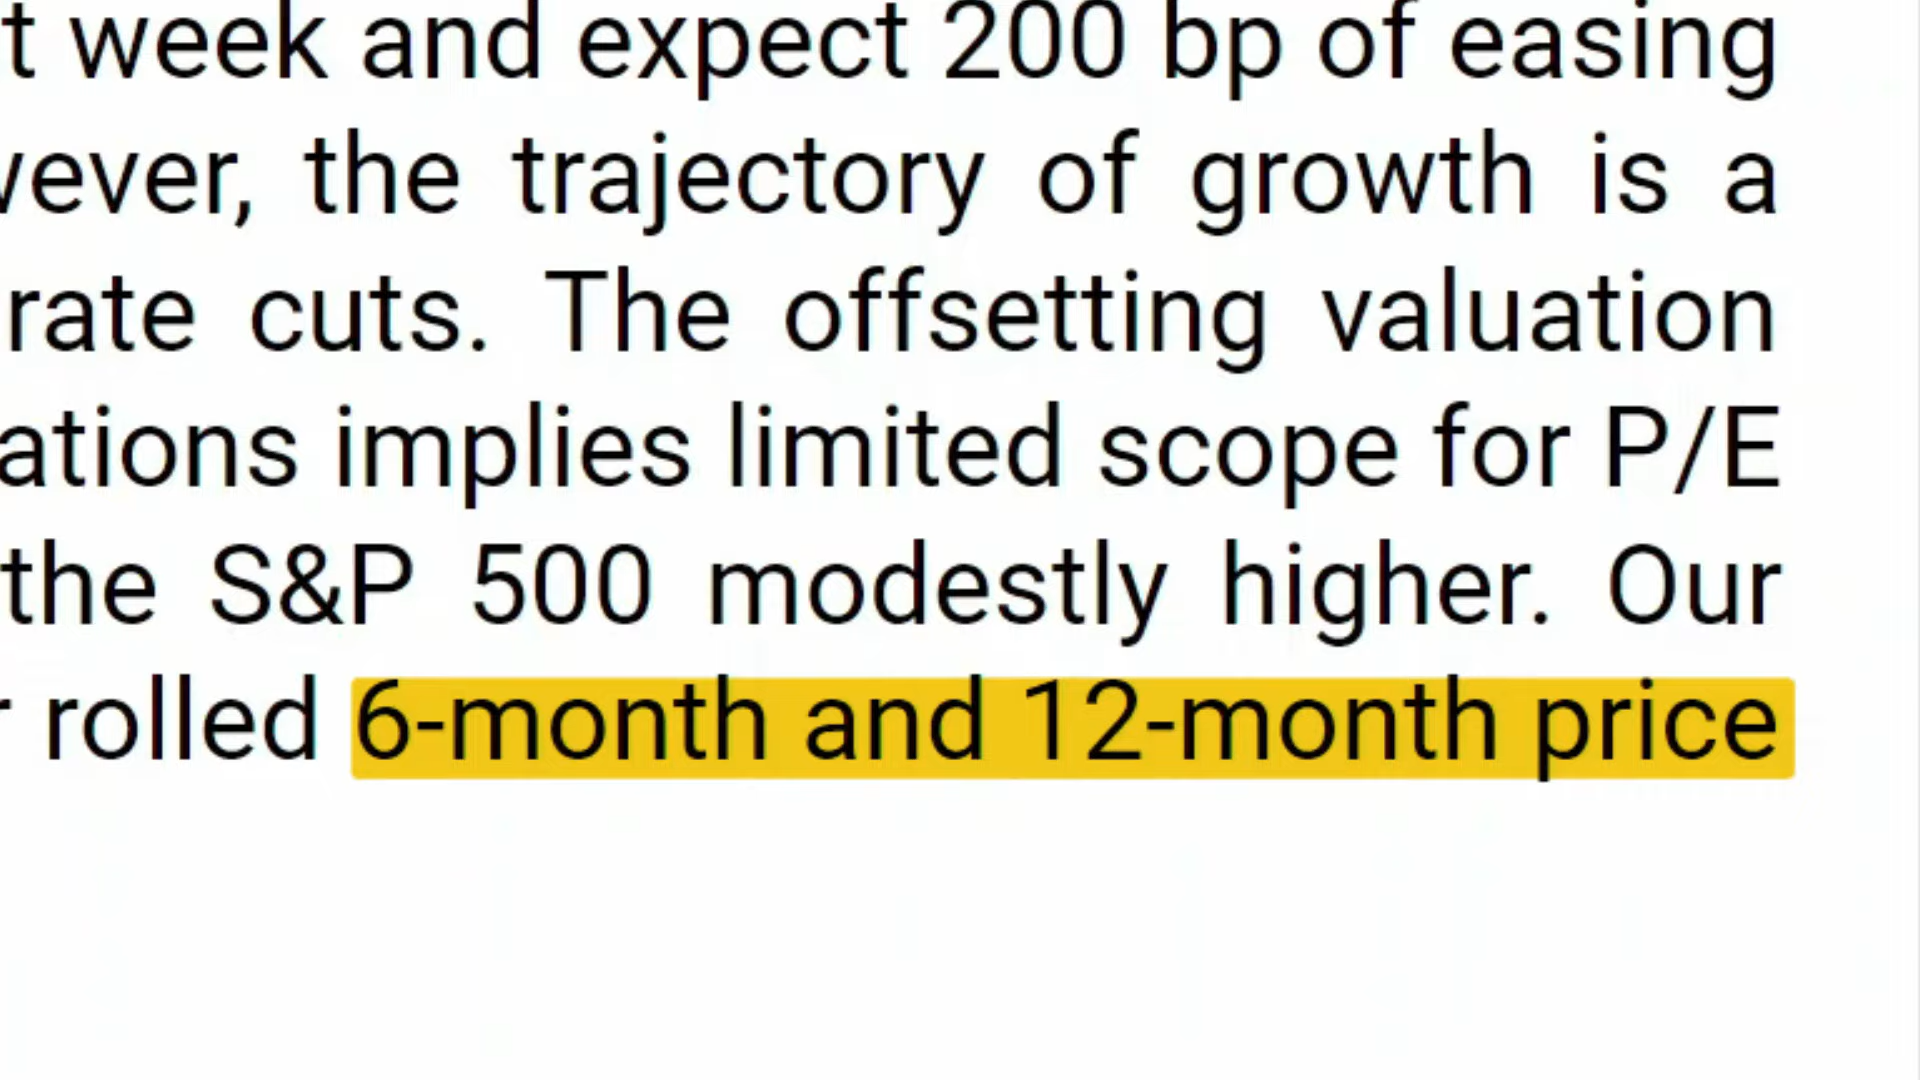 t week and expect 200 bp of easing
wever, the trajectory of growth is a
rate cuts. The offsetting valuation
ations implies limited scope for P/E
the S&P 500 modestly higher. Our
r rolled 6-month and 12-month price